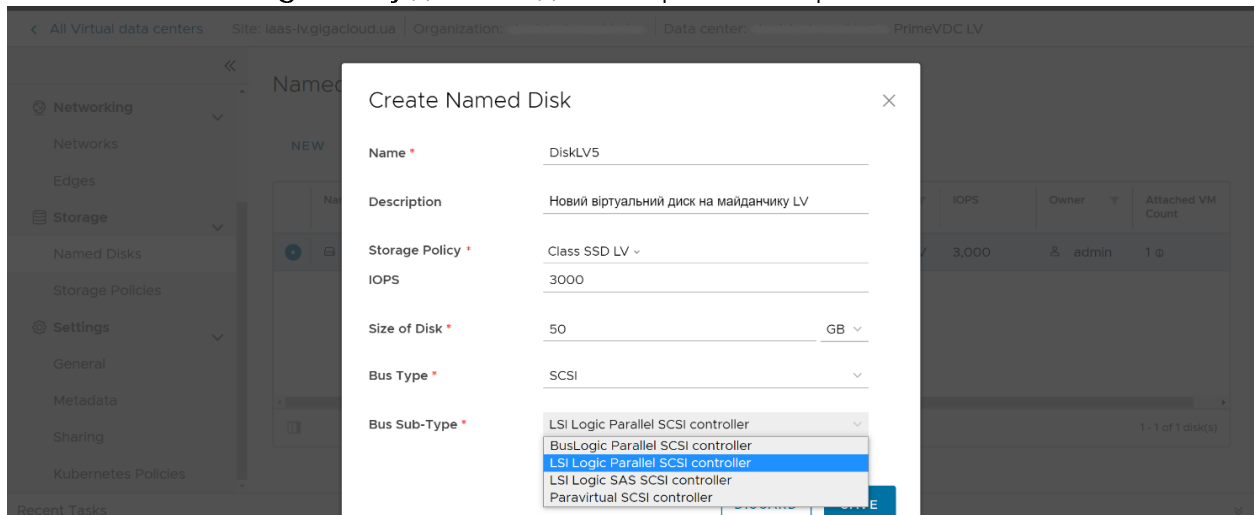 < All Virtual data centers Site: iaas-lv.gigacloud.ua Organization: Data center: PrimeVDC LV
«
Named
Networking
Networks
Edges
Storage
Named Disks
Storage Policies
Settings
General
Metadata
Sharing
Kubernetes Policies
Recent Tasks
NEW
IOPS Owner Attached VM
Count
3,000 admin 1
1 - 1 of 1 disk(s)
Create Named Disk
Name * DiskLV5
Description Новий віртуальний диск на майданчику LV
Storage Policy * Class SSD LV
IOPS 3000
Size of Disk * 50 GB
Bus Type * SCSI
Bus Sub-Type * LSI Logic Parallel SCSI controller
BusLogic Parallel SCSI controller
LSI Logic Parallel SCSI controller
LSI Logic SAS SCSI controller
Paravirtual SCSI controller
DISCARD SAVE